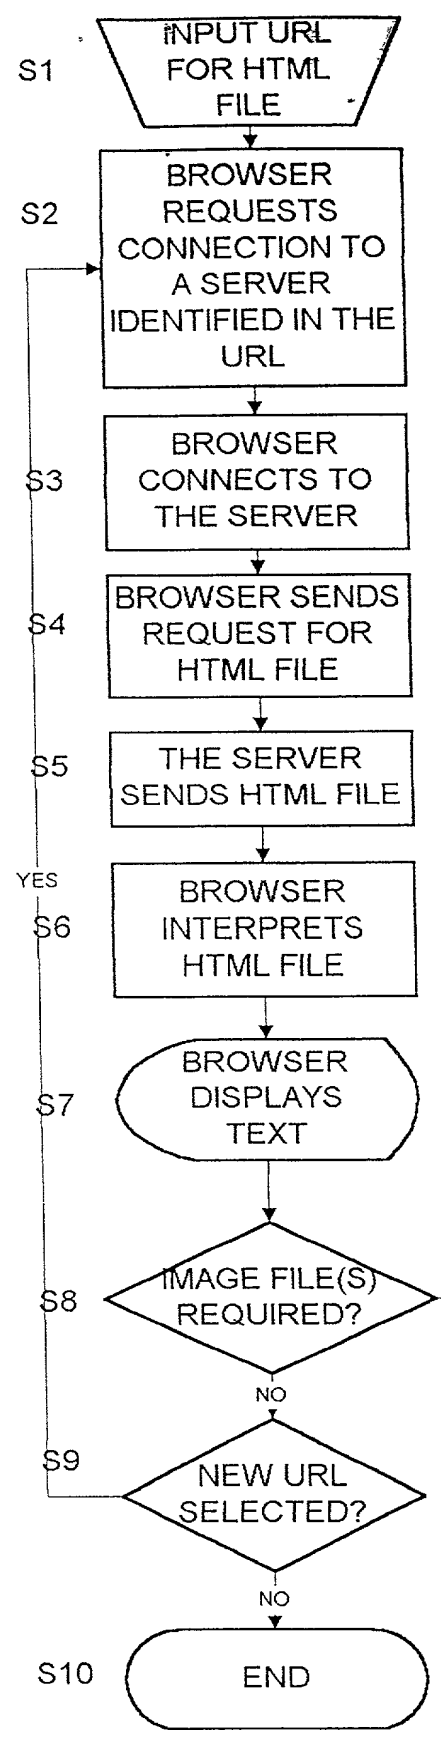 S1
INPUT URL
FOR HTML
FILE
S2
BROWSER
REQUESTS
CONNECTION TO
A SERVER
IDENTIFIED IN THE
URL
S3
BROWSER
CONNECTS TO
THE SERVER
S4
BROWSER SENDS
REQUEST FOR
HTML FILE
S5
THE SERVER
SENDS HTML FILE
YES
S6
BROWSER
INTERPRETS
HTML FILE
S7
BROWSER
DISPLAYS
TEXT
S8
IMAGE FILE(S)
REQUIRED?
NO
S9
NEW URL
SELECTED?
NO
S10
END